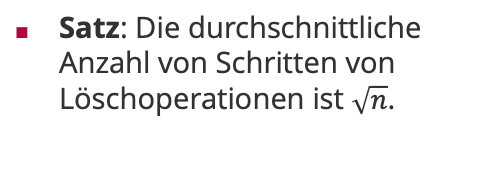 ▪ Satz: Die durchschnittliche
Anzahl von Schritten von
Löschoperationen ist √n.